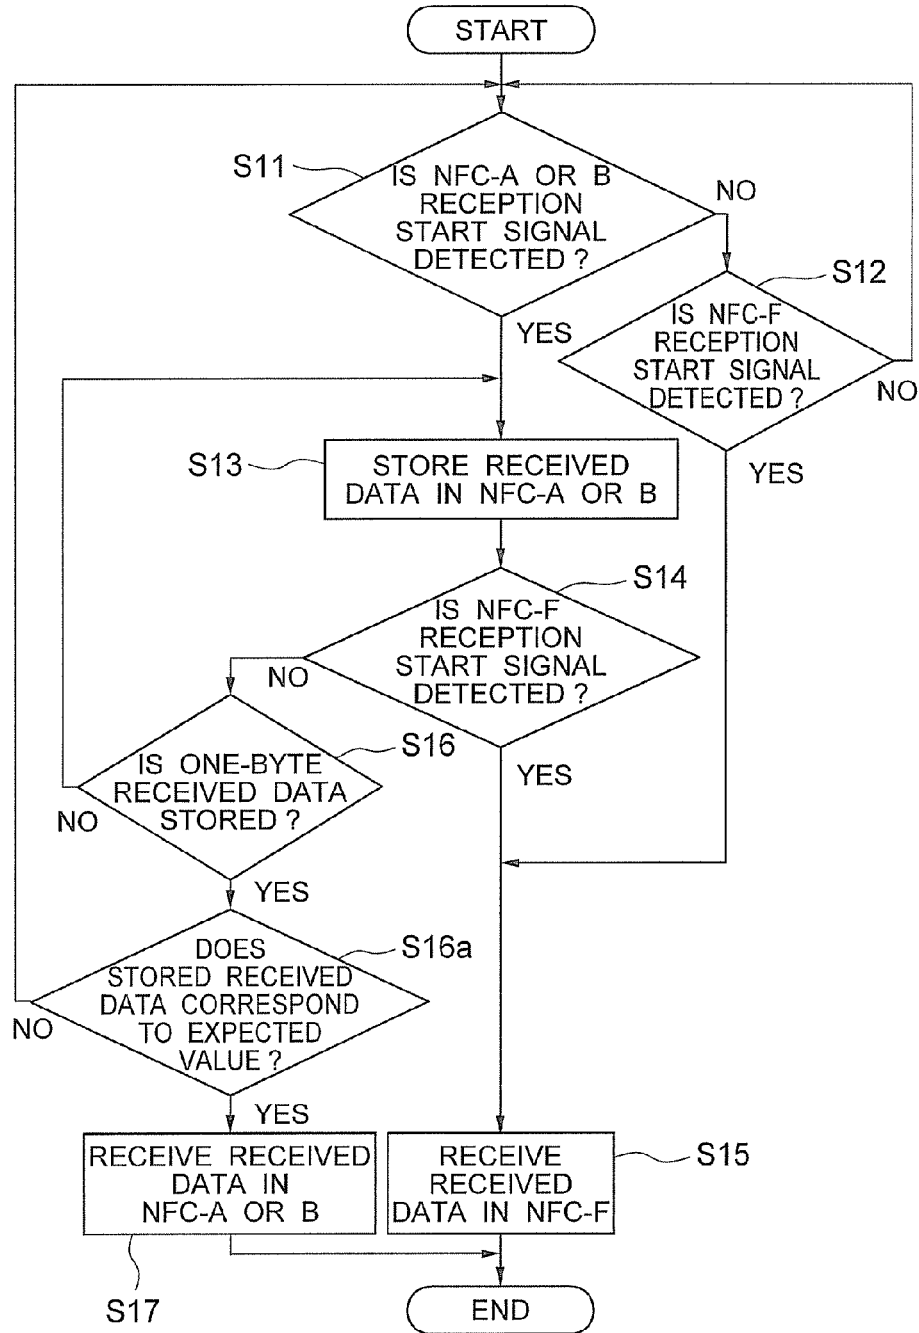 START
S11
IS NFC-A OR B
RECEPTION
START SIGNAL
DETECTED ?
NO
S12
IS NFC-F
RECEPTION
START SIGNAL
DETECTED ?
NO
YES
YES
S13
STORE RECEIVED
DATA IN NFC-A OR B
S14
IS NFC-F
RECEPTION
START SIGNAL
DETECTED ?
NO
YES
S16
IS ONE-BYTE
RECEIVED DATA
STORED ?
NO
YES
S16a
DOES
STORED RECEIVED
DATA CORRESPOND
TO EXPECTED
VALUE ?
NO
YES
RECEIVE RECEIVED
DATA IN
NFC-A OR B
S17
RECEIVE
RECEIVED
DATA IN NFC-F
S15
END